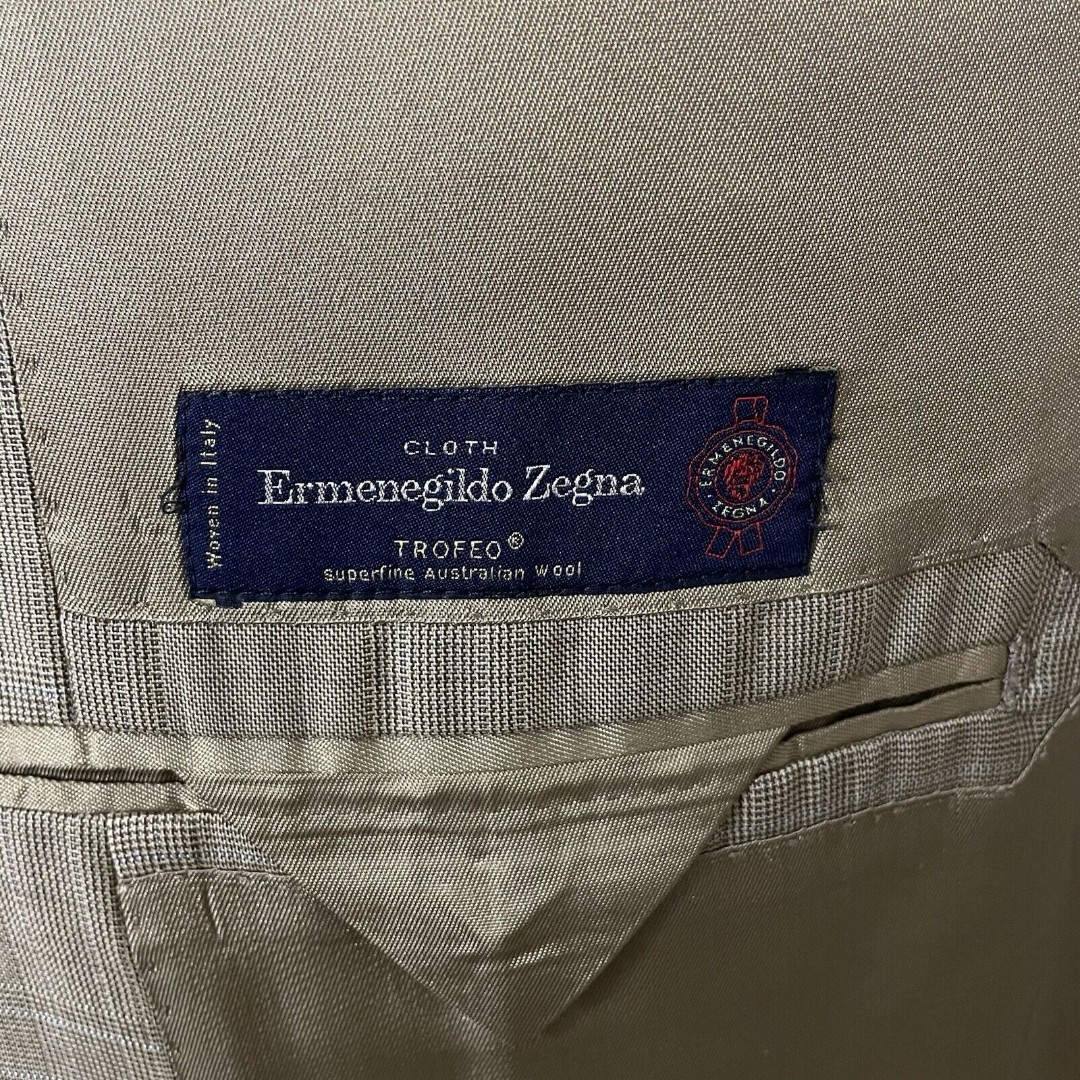 Woven in Italy
CLOTH
Ermenegildo Zegna
TROFEO®
Superfine Australian Wool
ERMENEGILDO
ZEGNA